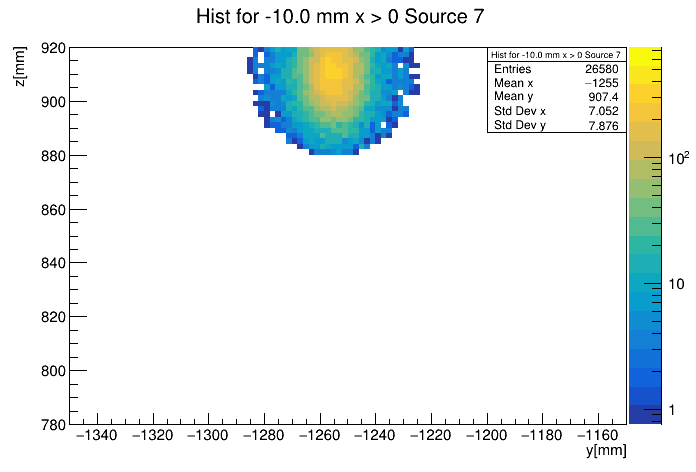 Hist for -10.0 mm x > 0 Source 7
z[mm]
920
900
880
860
840
820
800
780
Hist for -10.0 mm x > 0 Source 7
Entries 26580
Mean x −1255
Mean y 907.4
Std Dev x 7.052
Std Dev y 7.876
10²
10
1
−1340 −1320 −1300 −1280 −1260 −1240 −1220 −1200 −1180 −1160
y[mm]